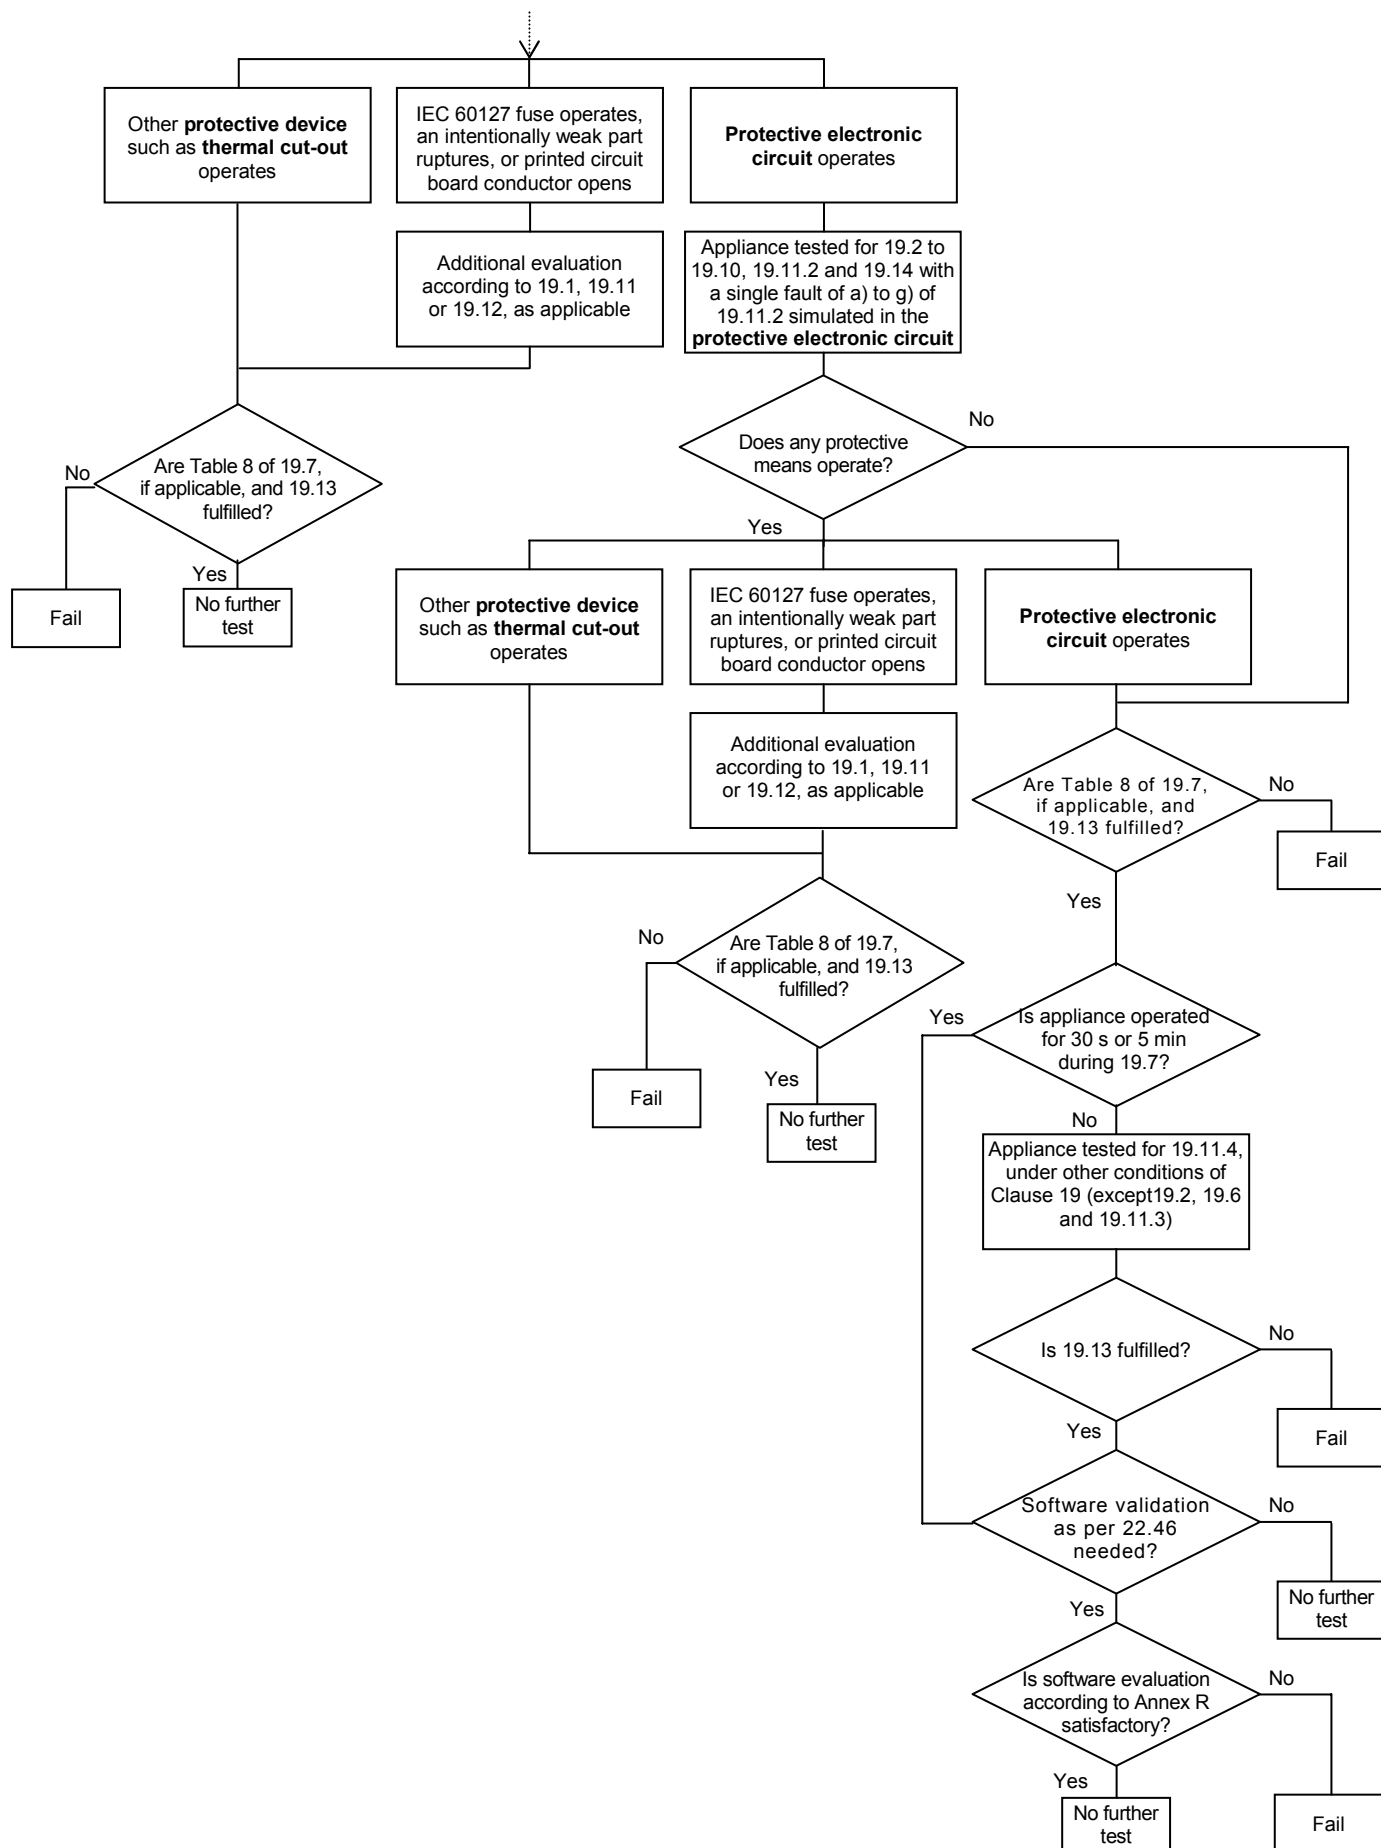 Other protective device
such as thermal cut-out
operates
IEC 60127 fuse operates,
an intentionally weak part
ruptures, or printed circuit
board conductor opens
Protective electronic
circuit operates
Additional evaluation
according to 19.1, 19.11
or 19.12, as applicable
Appliance tested for 19.2 to
19.10, 19.11.2 and 19.14 with
a single fault of a) to g) of
19.11.2 simulated in the
protective electronic circuit
No
Are Table 8 of 19.7,
if applicable, and 19.13
fulfilled?
Does any protective
means operate?
No
Yes
Yes
Fail
No further
test
Other protective device
such as thermal cut-out
operates
IEC 60127 fuse operates,
an intentionally weak part
ruptures, or printed circuit
board conductor opens
Protective electronic
circuit operates
Additional evaluation
according to 19.1, 19.11
or 19.12, as applicable
Are Table 8 of 19.7,
if applicable, and
19.13 fulfilled?
No
Fail
Yes
No
Are Table 8 of 19.7,
if applicable, and 19.13
fulfilled?
Yes
Fail
No further
test
Yes
Is appliance operated
for 30 s or 5 min
during 19.7?
No
Appliance tested for 19.11.4,
under other conditions of
Clause 19 (except19.2, 19.6
and 19.11.3)
Is 19.13 fulfilled?
No
Fail
Yes
Software validation
as per 22.46
needed?
No
No further
test
Yes
Is software evaluation
according to Annex R
satisfactory?
No
Yes
No further
test
Fail